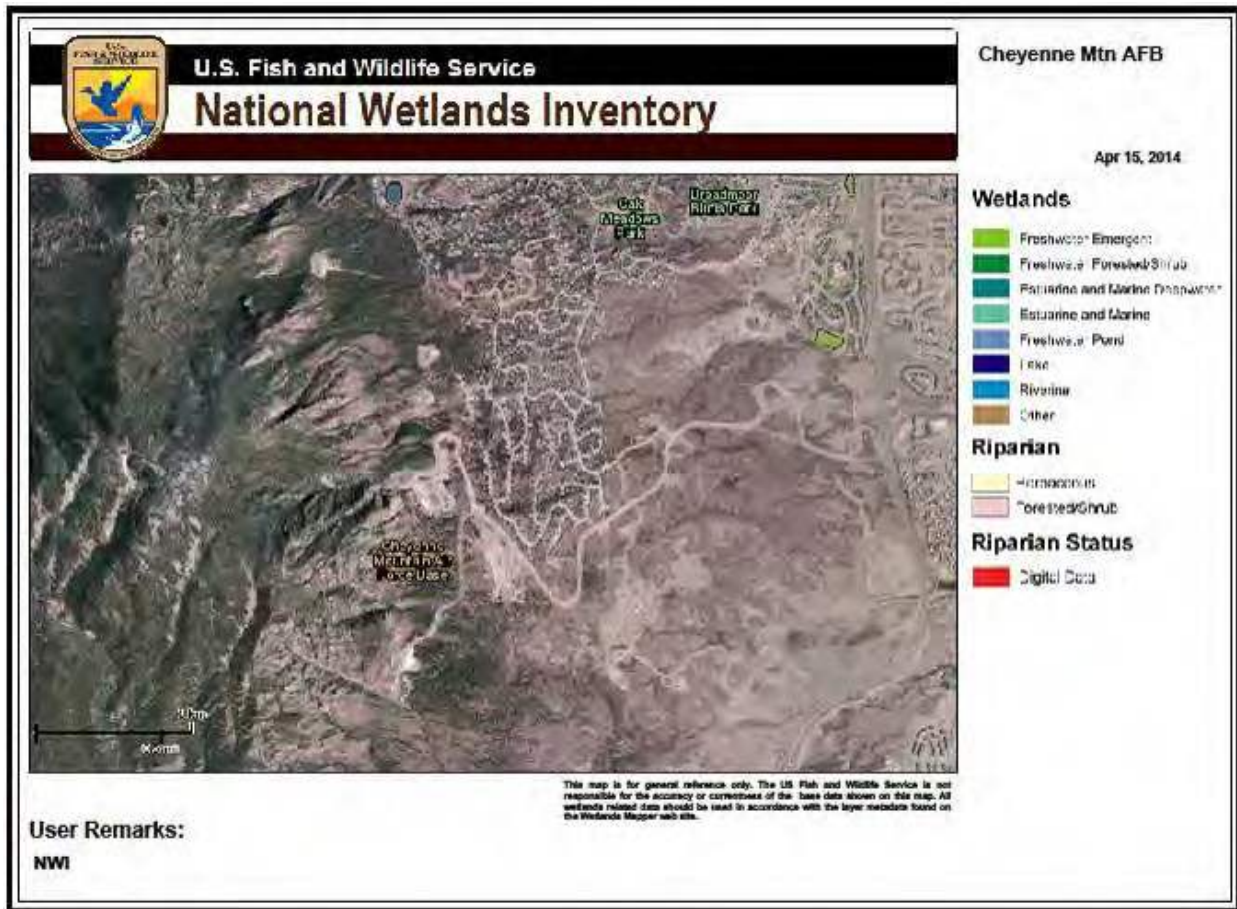 U.S.
FISH & WILDLIFE
SERVICE
U.S. Fish and Wildlife Service
National Wetlands Inventory
Cheyenne Mtn AFB
Apr 15, 2014
Oak
Meadows
Park
Broadmoor
Bluffs Park
Cheyenne
Mountain Air
Force Base
Wetlands
Freshwater Emergent
Freshwater Forested/Shrub
Estuarine and Marine Deepwater
Estuarine and Marine
Freshwater Pond
Lake
Riverine
Other
Riparian
Herbaceous
Forested/Shrub
Riparian Status
Digital Data
This map is for general reference only. The US Fish and Wildlife Service is not
responsible for the accuracy or currentness of the base data shown on this map. All
wetlands related data should be used in accordance with the layer metadata found on
the Wetlands Mapper web site.
User Remarks:
NWI